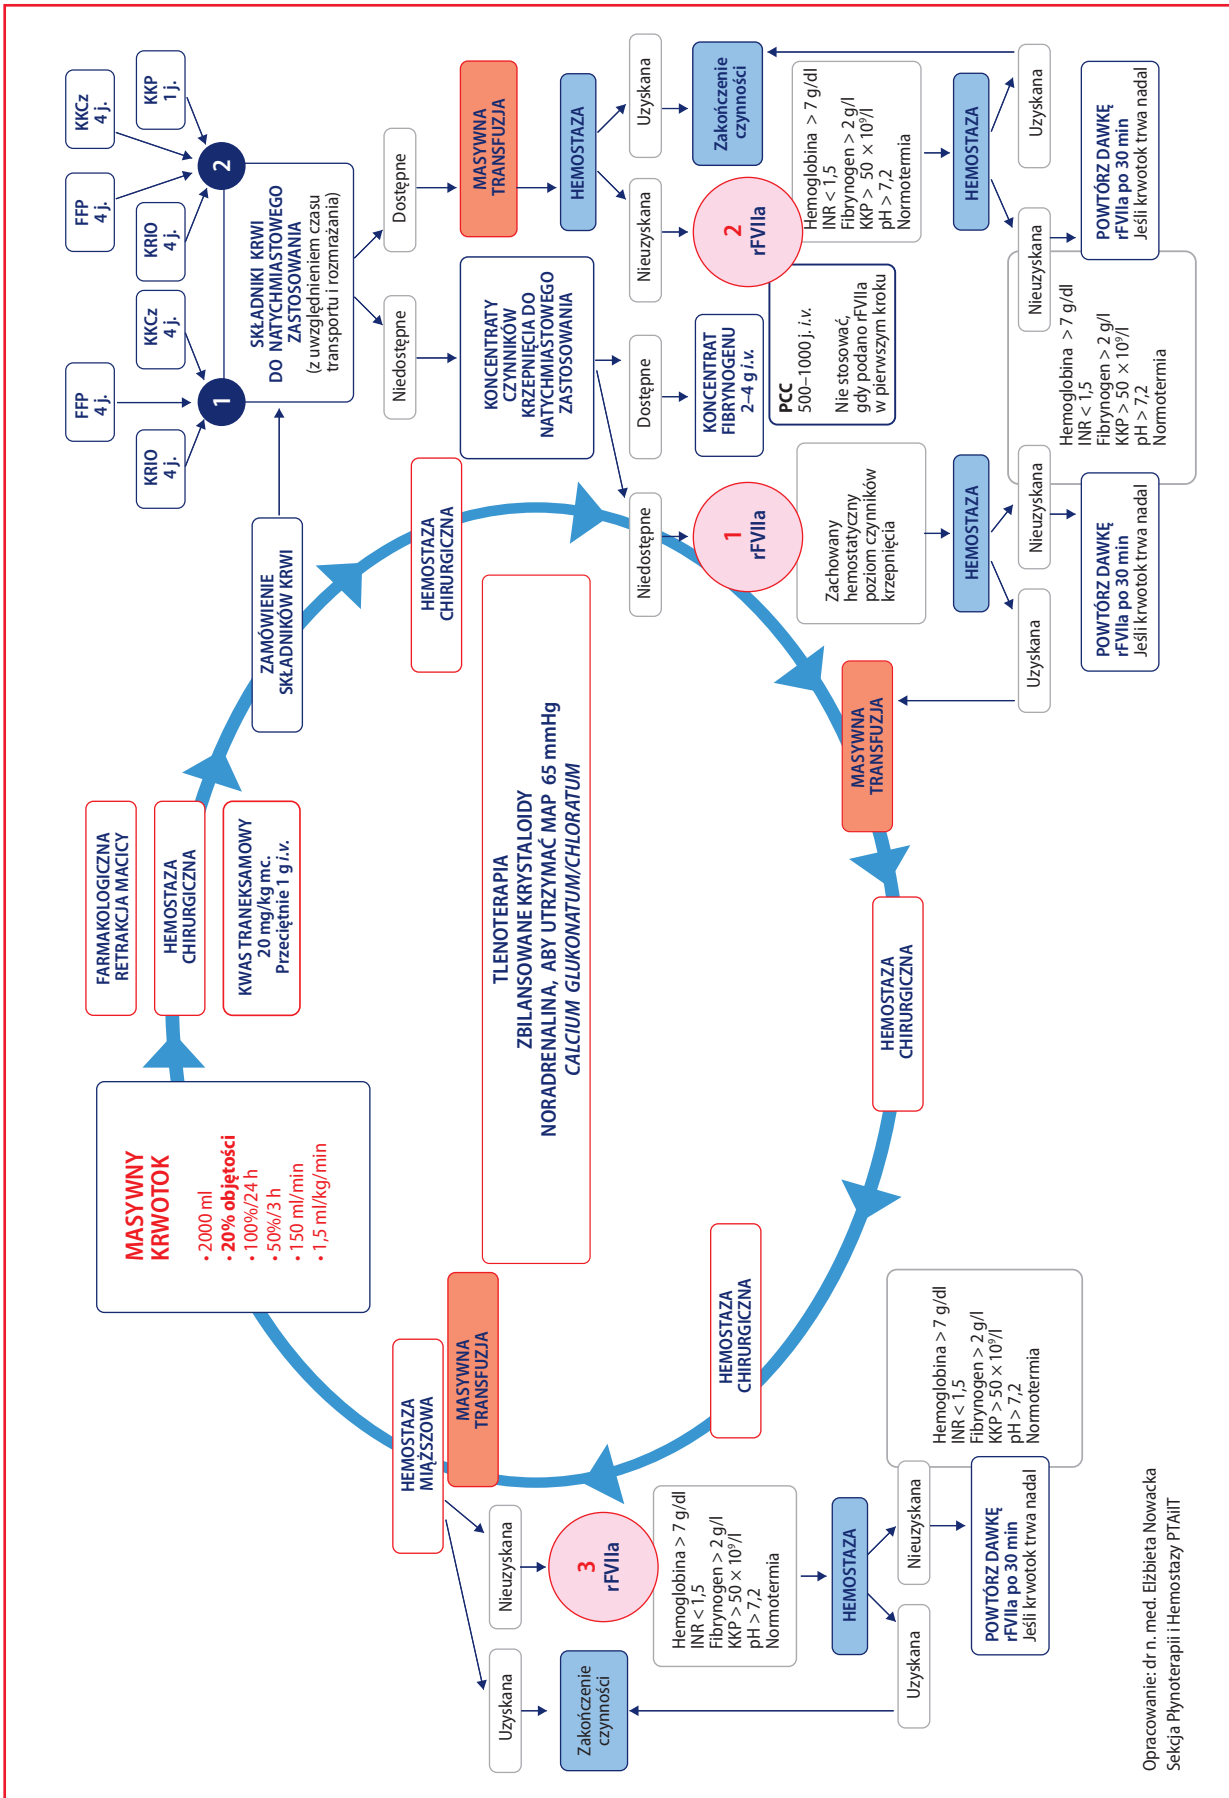 MASYWNY
KRWOTOK
• 2000 ml
• 20% objętości
• 100%/24 h
• 50%/3 h
• 150 ml/min
• 1,5 ml/kg/min
FARMAKOLOGICZNA
RETRAKCJA MACICY
HEMOSTAZA
CHIRURGICZNA
KWAS TRANEKSAMOWY
20 mg/kg mc.
Przeciętnie 1 g i.v.
ZAMÓWIENIE
SKŁADNIKÓW KRWI
FFP
4 j.
KRIO
4 j.
KKCz
4 j.
1
FFP
4 j.
KKCz
4 j.
KRIO
4 j.
KKP
1 j.
2
SKŁADNIKI KRWI
DO NATYCHMIASTOWEGO
ZASTOSOWANIA
(z uwzględnieniem czasu
transportu i rozmrażania)
Niedostępne
Dostępne
HEMOSTAZA
CHIRURGICZNA
KONCENTRATY
CZYNNIKÓW
KRZEPNIĘCIA DO
NATYCHMIASTOWEGO
ZASTOSOWANIA
MASYWNA
TRANSFUZJA
HEMOSTAZA
Niedostępne
Dostępne
Nieuzyskana
Uzyskana
KONCENTRAT
FIBRYNOGENU
2–4 g i.v.
Zakończenie
czynności
1
rFVIIa
2
rFVIIa
PCC
500–1000 j. i.v.
Nie stosować,
gdy podano rFVIIa
w pierwszym kroku
Zachowany
hemostatyczny
poziom czynników
krzepnięcia
Hemoglobina > 7 g/dl
INR < 1,5
Fibrynogen > 2 g/l
KKP > 50 × 10⁹/l
pH > 7,2
Normotermia
HEMOSTAZA
HEMOSTAZA
Uzyskana
Nieuzyskana
Nieuzyskana
Uzyskana
Hemoglobina > 7 g/dl
INR < 1,5
Fibrynogen > 2 g/l
KKP > 50 × 10⁹/l
pH > 7,2
Normotermia
POWTÓRZ DAWKĘ
rFVIIa po 30 min
Jeśli krwotok trwa nadal
POWTÓRZ DAWKĘ
rFVIIa po 30 min
Jeśli krwotok trwa nadal
TLENOTERAPIA
ZBILANSOWANE KRYSTALOIDY
NORADRENALINA, ABY UTRZYMAĆ MAP 65 mmHg
CALCIUM GLUKONATUM/CHLORATUM
MASYWNA
TRANSFUZJA
HEMOSTAZA
CHIRURGICZNA
HEMOSTAZA
CHIRURGICZNA
HEMOSTAZA
MIĄŻSZOWA
MASYWNA
TRANSFUZJA
Uzyskana
Nieuzyskana
Zakończenie
czynności
3
rFVIIa
Hemoglobina > 7 g/dl
INR < 1,5
Fibrynogen > 2 g/l
KKP > 50 × 10⁹/l
pH > 7,2
Normotermia
HEMOSTAZA
Uzyskana
Nieuzyskana
Hemoglobina > 7 g/dl
INR < 1,5
Fibrynogen > 2 g/l
KKP > 50 × 10⁹/l
pH > 7,2
Normotermia
POWTÓRZ DAWKĘ
rFVIIa po 30 min
Jeśli krwotok trwa nadal
Opracowanie: dr n. med. Elżbieta Nowacka
Sekcja Płynoterapii i Hemostazy PTAiIT